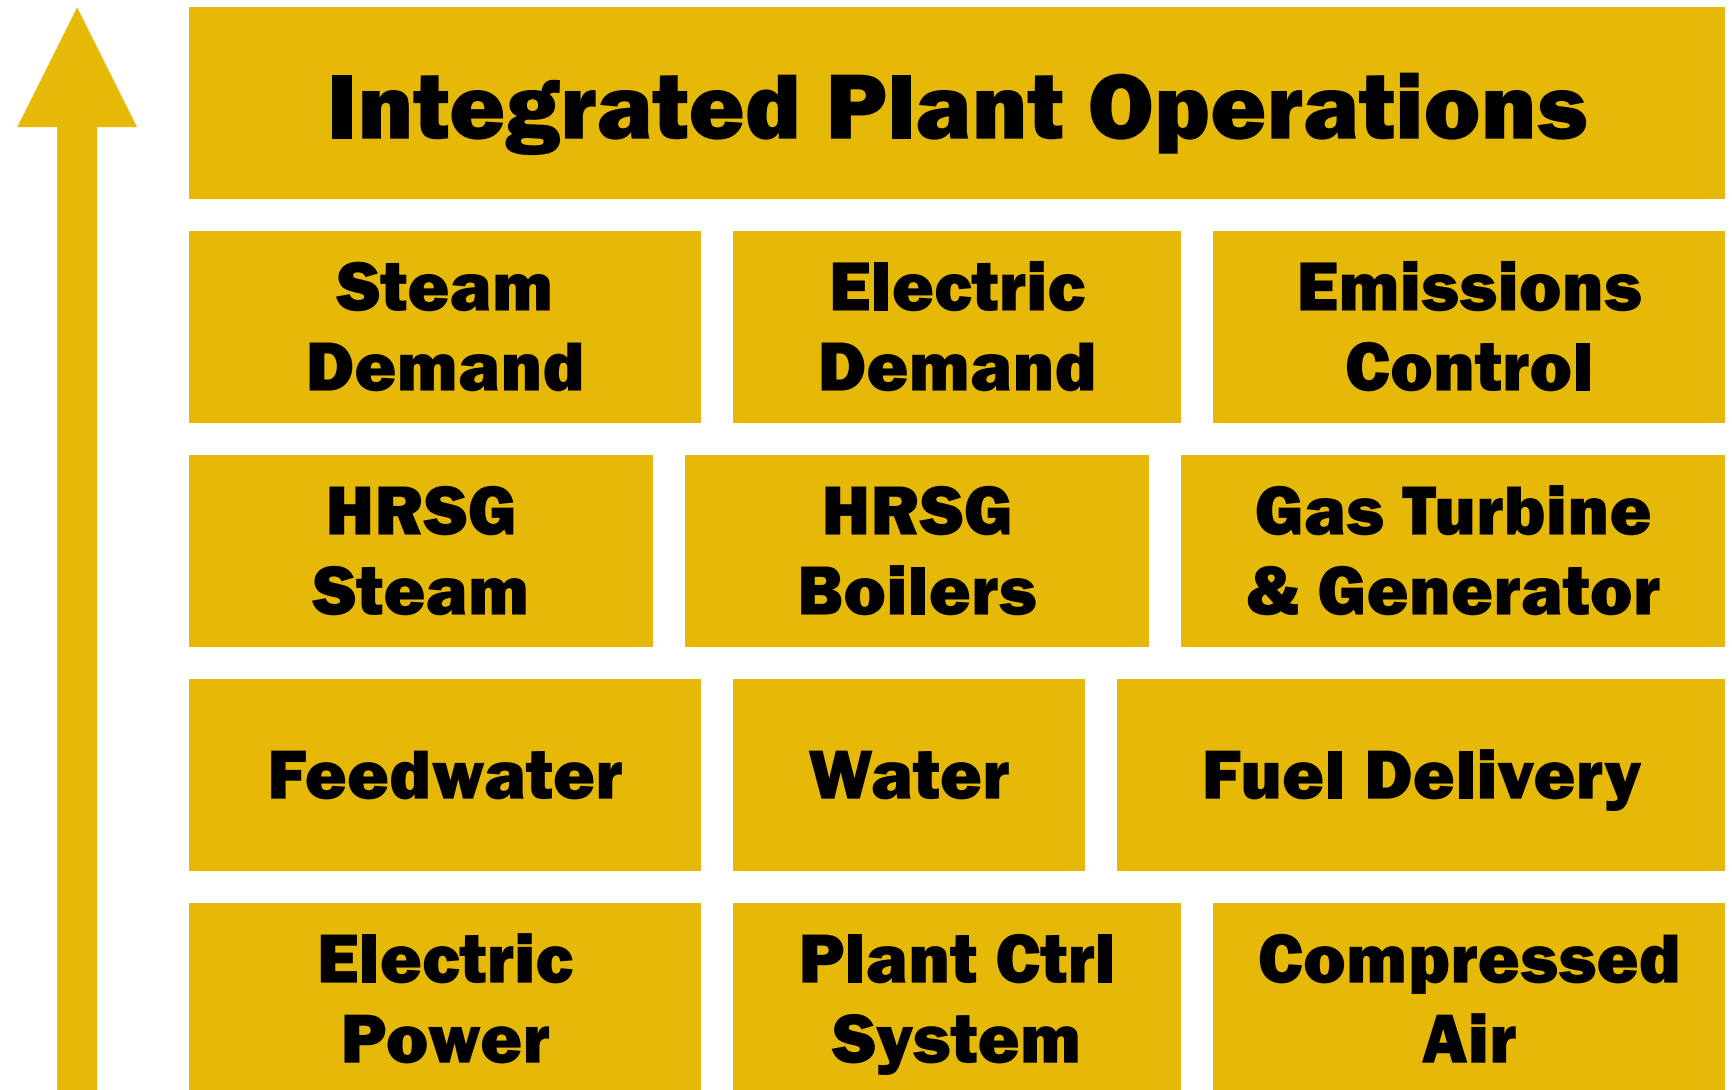 Integrated Plant Operations
Steam
Demand
Electric
Demand
Emissions
Control
HRSG
Steam
HRSG
Boilers
Gas Turbine
& Generator
Feedwater
Water
Fuel Delivery
Electric
Power
Plant Ctrl
System
Compressed
Air